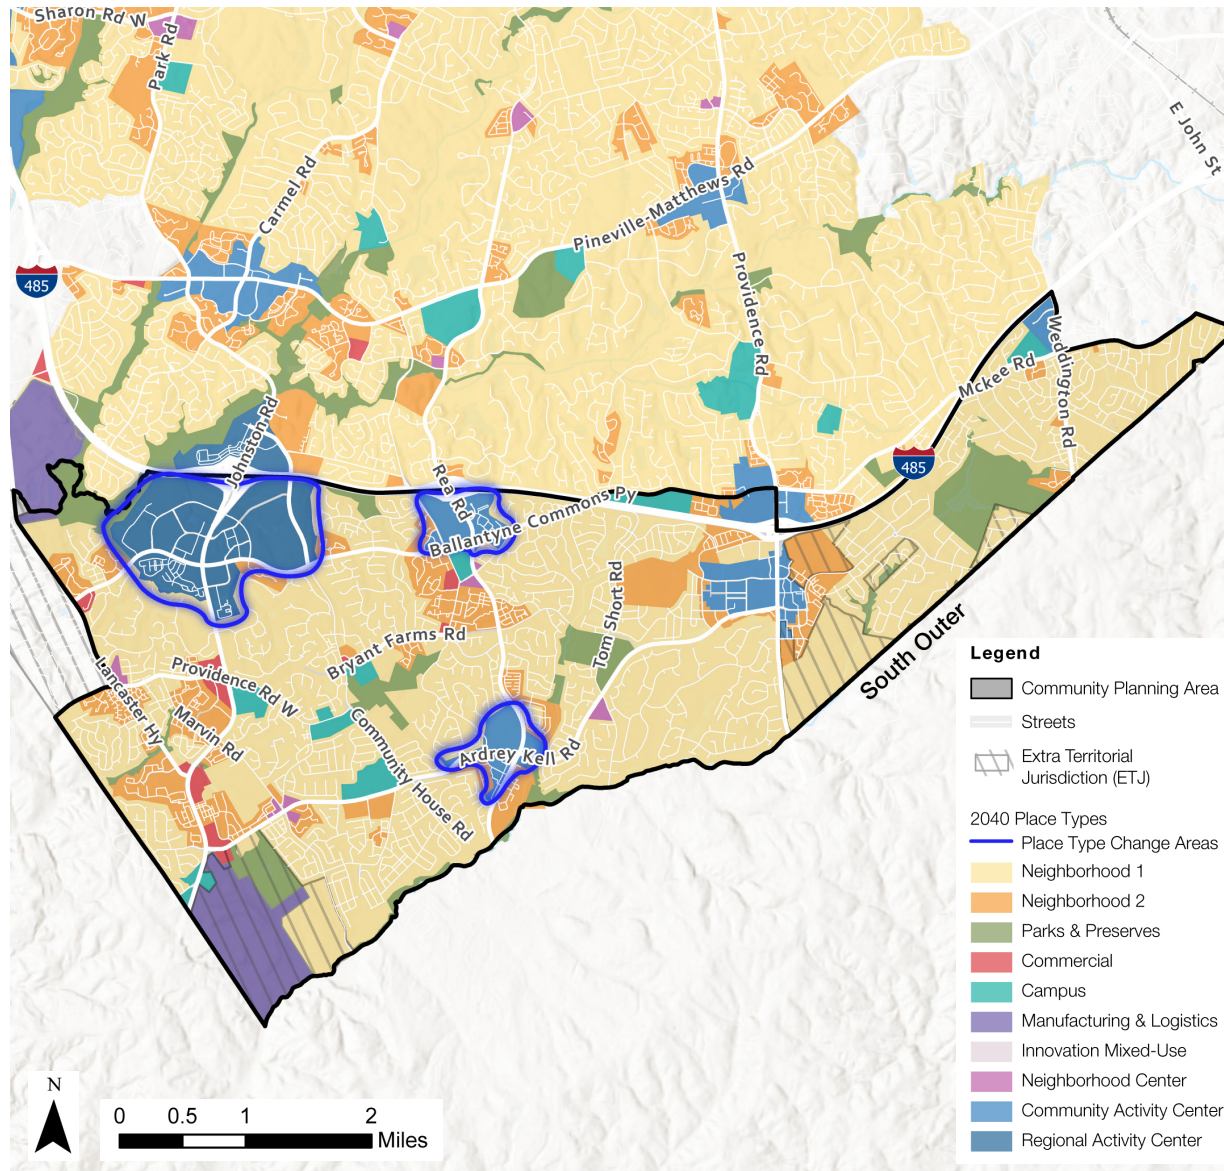 Sharon Rd W
Park Rd
E John St
Carmel Rd
Pineville-Matthews Rd
485
Providence Rd
Weddington Rd
Mckee Rd
Johnston Rd
485
Rea Rd
Ballantyne Commons Py
Tom Short Rd
South Outer
Bryant Farms Rd
Lancaster Hy
Providence Rd W
Marvin Rd
Community House Rd
Ardrey Kell Rd
Legend
Community Planning Area
Streets
Extra Territorial
Jurisdiction (ETJ)
2040 Place Types
Place Type Change Areas
Neighborhood 1
Neighborhood 2
Parks & Preserves
Commercial
Campus
Manufacturing & Logistics
Innovation Mixed-Use
Neighborhood Center
Community Activity Center
Regional Activity Center
N
0 0.5 1 2
Miles